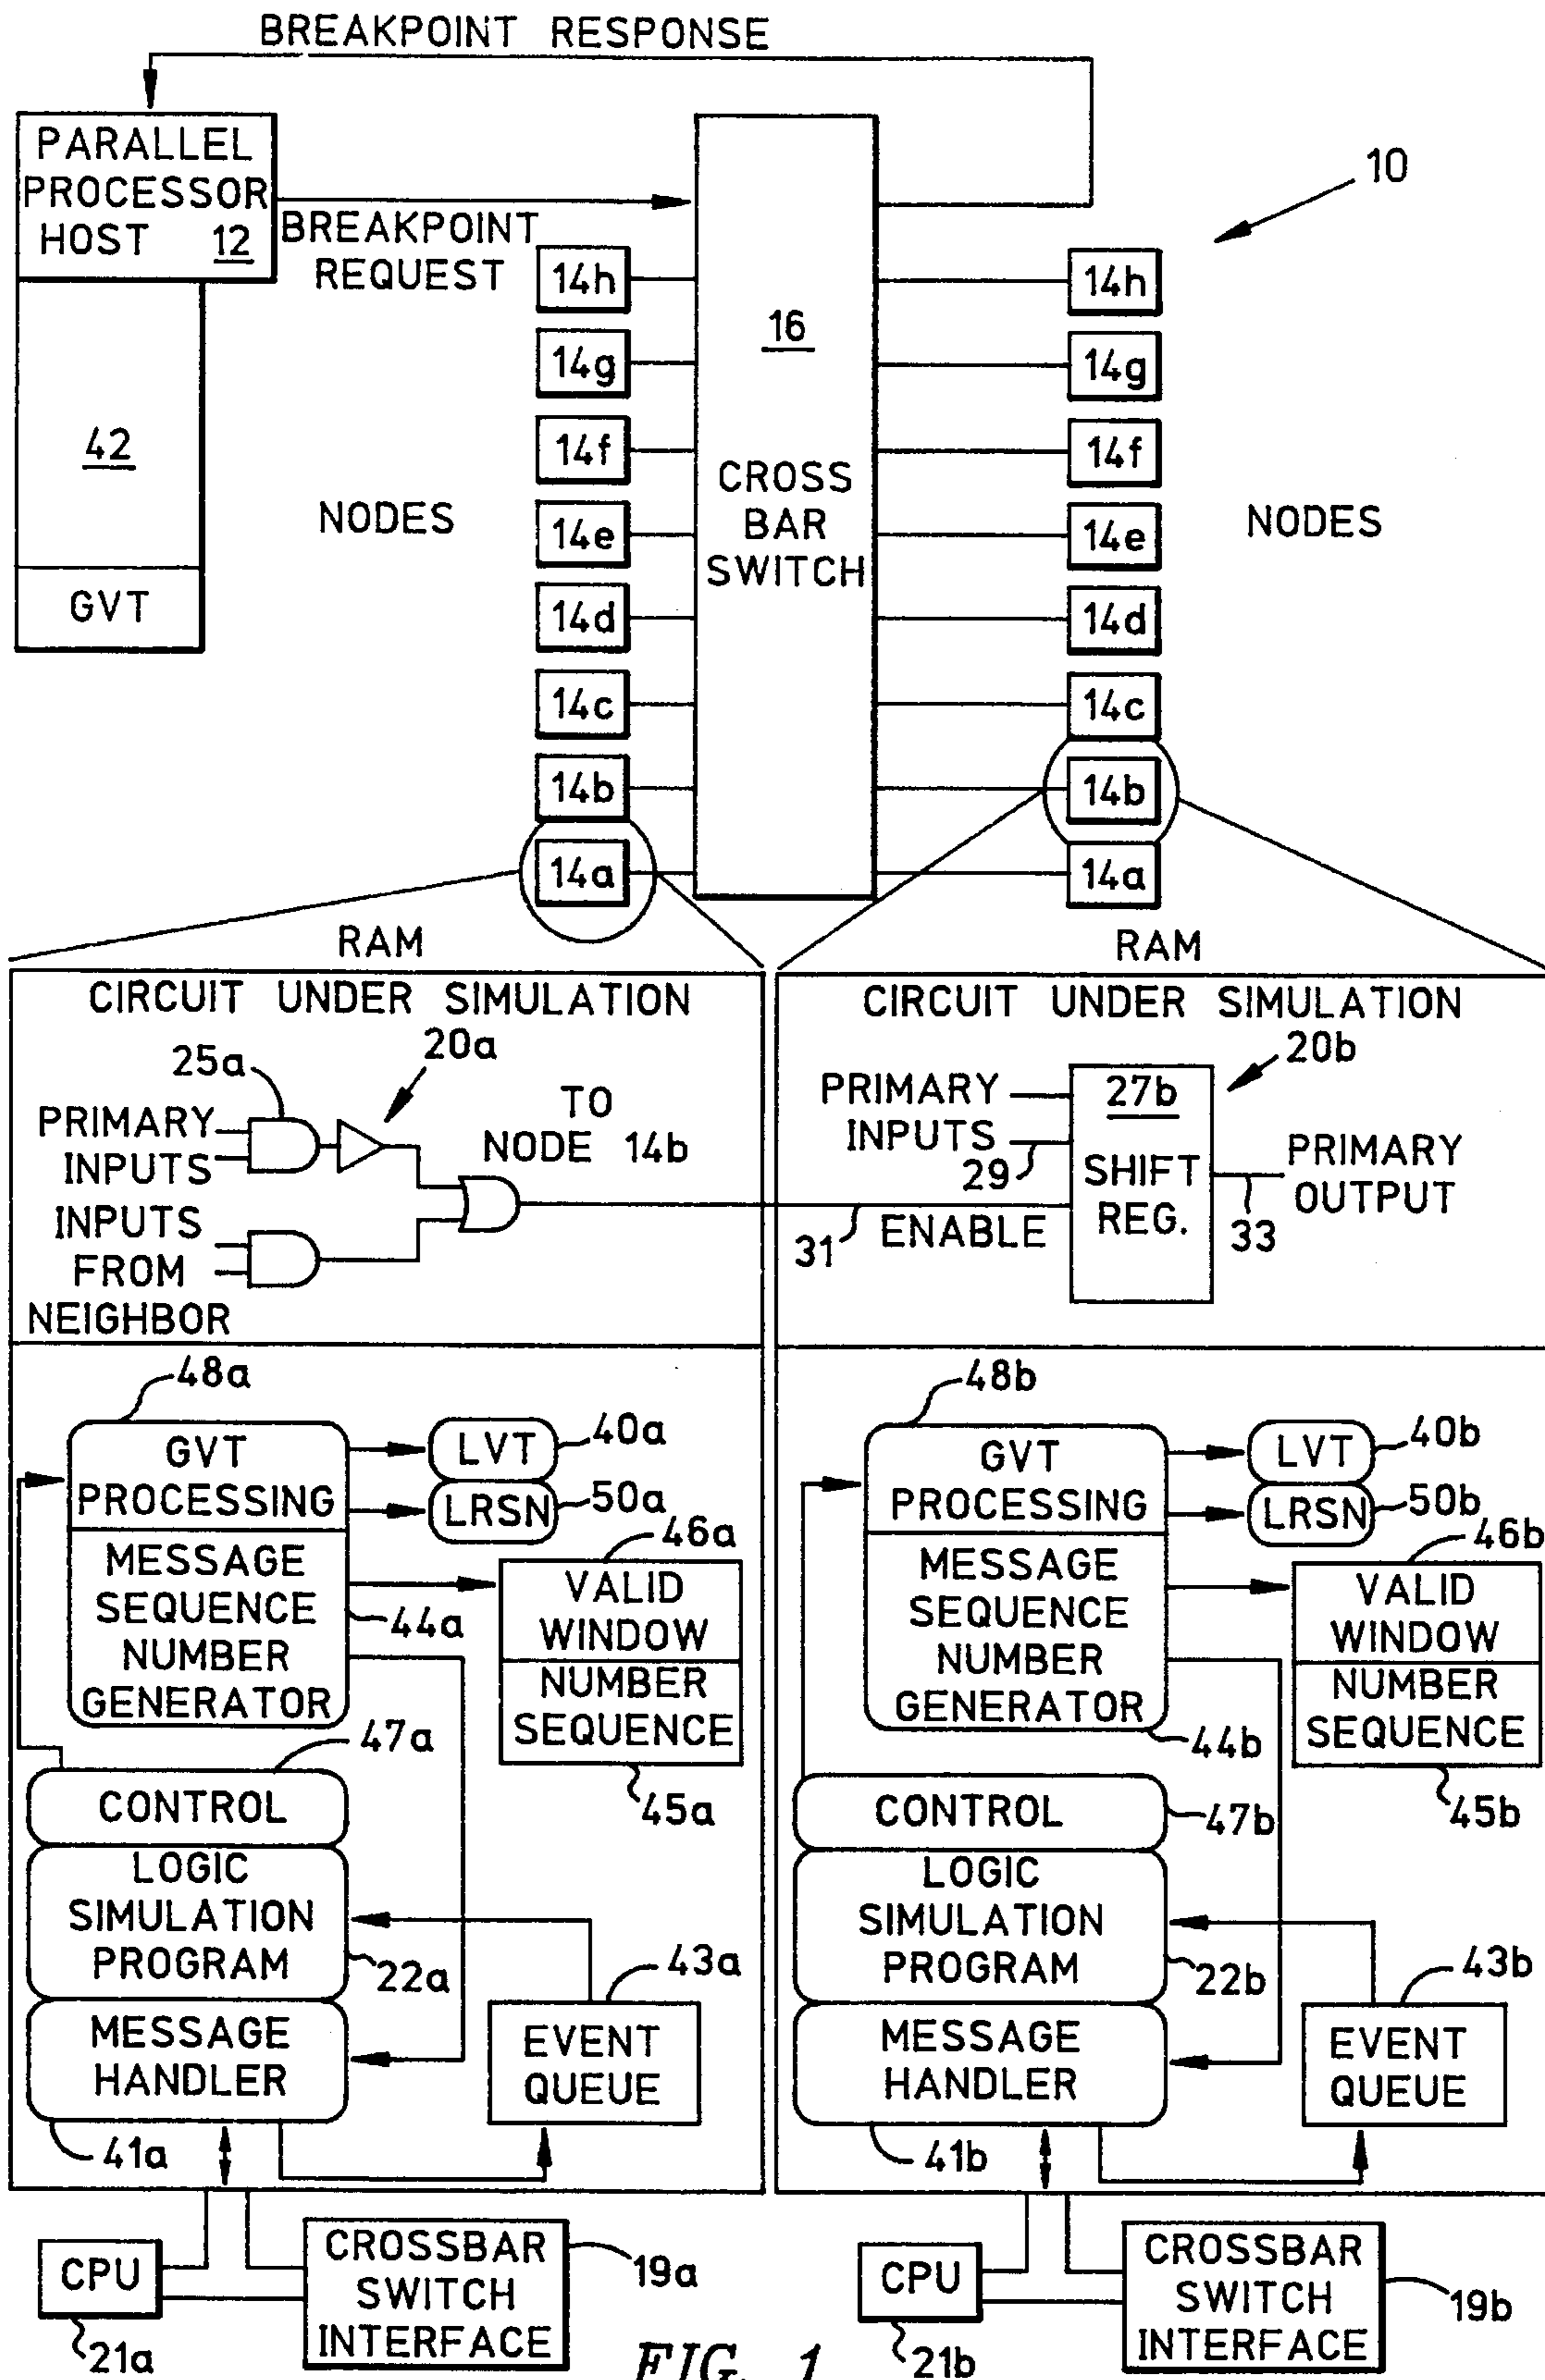 BREAKPOINT RESPONSE
PARALLEL
PROCESSOR
HOST 12
BREAKPOINT
REQUEST
10
42
GVT
NODES
14h
14g
14f
14e
14d
14c
14b
14a
16
CROSS
BAR
SWITCH
14h
14g
14f
14e
14d
14c
14b
14a
NODES
RAM
CIRCUIT UNDER SIMULATION
25a
20a
PRIMARY
INPUTS
TO
NODE 14b
INPUTS
FROM
NEIGHBOR
RAM
CIRCUIT UNDER SIMULATION
20b
PRIMARY
INPUTS
29
27b
SHIFT
REG.
PRIMARY
OUTPUT
33
31
ENABLE
48a
GVT
PROCESSING
LVT
40a
LRSN
50a
MESSAGE
SEQUENCE
NUMBER
GENERATOR
44a
46a
VALID
WINDOW
NUMBER
SEQUENCE
45a
47a
CONTROL
LOGIC
SIMULATION
PROGRAM
22a
MESSAGE
HANDLER
41a
43a
EVENT
QUEUE
CPU
21a
CROSSBAR
SWITCH
INTERFACE
19a
48b
GVT
PROCESSING
LVT
40b
LRSN
50b
MESSAGE
SEQUENCE
NUMBER
GENERATOR
44b
46b
VALID
WINDOW
NUMBER
SEQUENCE
45b
CONTROL
47b
LOGIC
SIMULATION
PROGRAM
22b
MESSAGE
HANDLER
41b
43b
EVENT
QUEUE
CPU
21b
CROSSBAR
SWITCH
INTERFACE
19b
FIG. 1